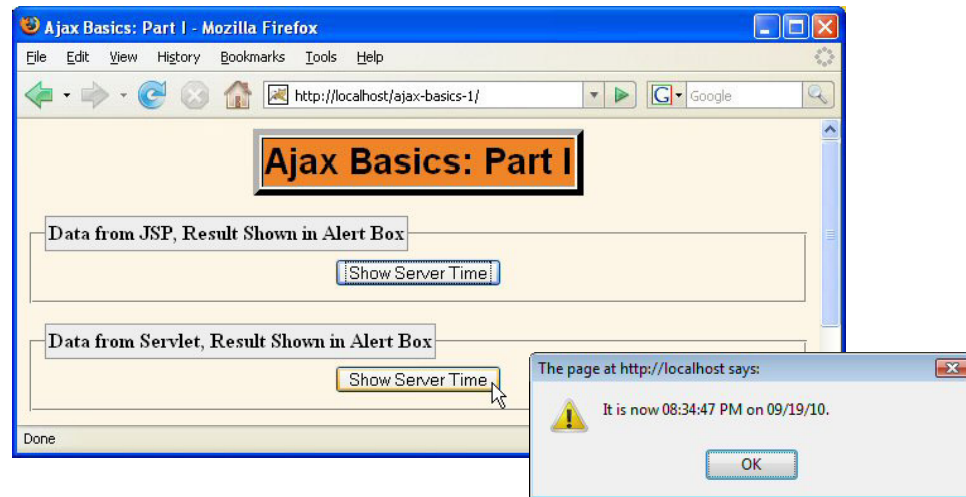 Ajax Basics: Part I - Mozilla Firefox
File Edit View History Bookmarks Tools Help
http://localhost/ajax-basics-1/
G Google
Ajax Basics: Part I
Data from JSP, Result Shown in Alert Box
Show Server Time
Data from Servlet, Result Shown in Alert Box
Show Server Time
The page at http://localhost says:
It is now 08:34:47 PM on 09/19/10.
OK
Done